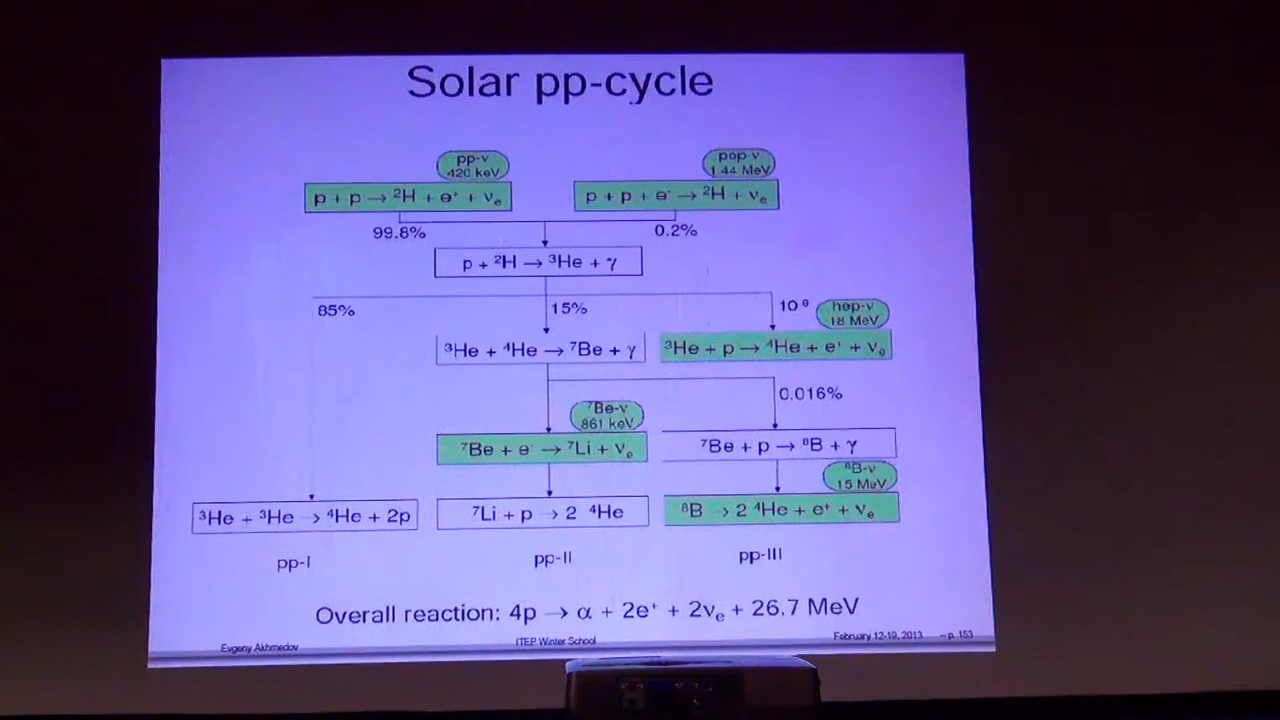 Solar pp-cycle
pp-ν
420 keV
pep-ν
1.44 MeV
p + p → ²H + e⁺ + νₑ
p + p + e⁻ → ²H + νₑ
99.8%
0.2%
p + ²H → ³He + γ
85%
15%
10⁻⁸
hep-ν
18 MeV
³He + ⁴He → ⁷Be + γ
³He + p → ⁴He + e⁺ + νₑ
0.016%
⁷Be-ν
861 keV
⁷Be + e⁻ → ⁷Li + νₑ
⁷Be + p → ⁸B + γ
⁸B-ν
15 MeV
³He + ³He → ⁴He + 2p
⁷Li + p → 2 ⁴He
⁸B → 2 ⁴He + e⁺ + νₑ
pp-I
pp-II
pp-III
Overall reaction: 4p → α + 2e⁺ + 2νₑ + 26.7 MeV
Evgeny Akhmedov
ITEP Winter School
February 12-19, 2013 – p. 153